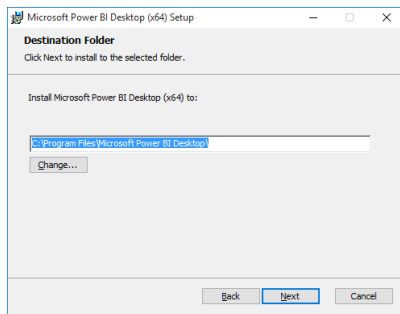 Microsoft Power BI Desktop (x64) Setup
Destination Folder
Click Next to install to the selected folder.
Install Microsoft Power BI Desktop (x64) to:
C:\Program Files\Microsoft Power BI Desktop\
Change...
Back Next Cancel